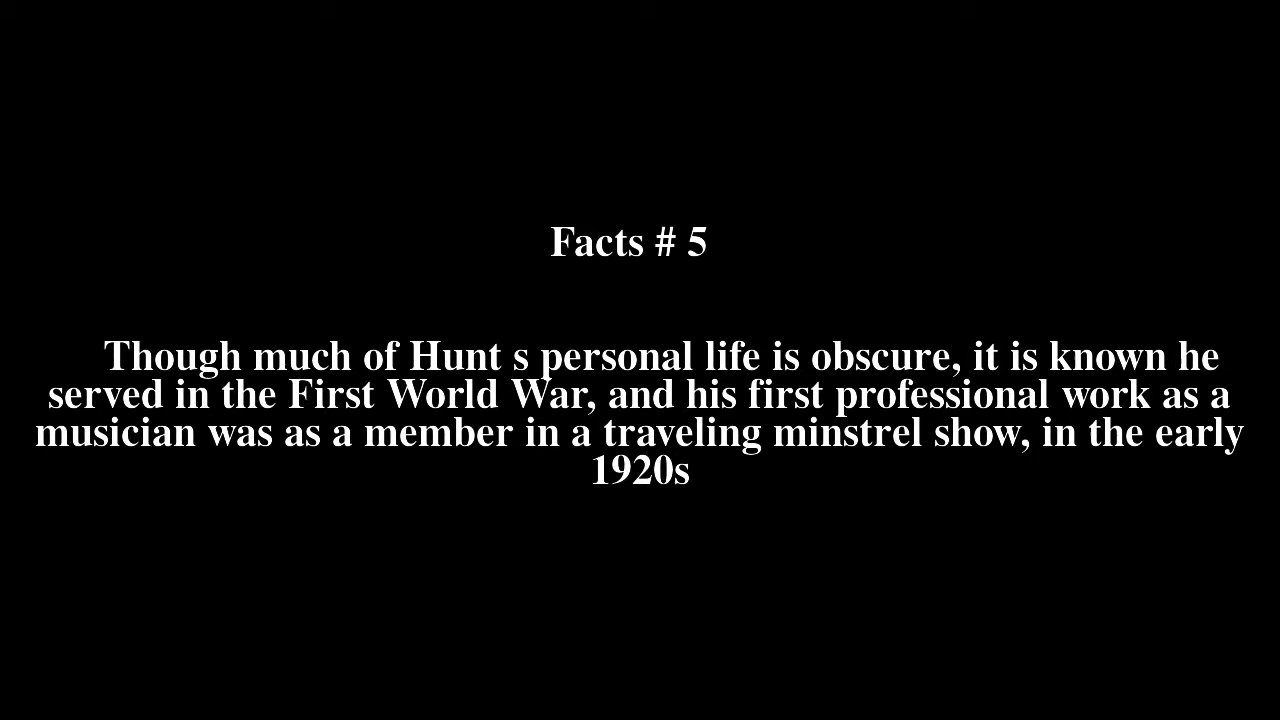 Facts # 5
Though much of Hunt s personal life is obscure, it is known he
served in the First World War, and his first professional work as a
musician was as a member in a traveling minstrel show, in the early
1920s